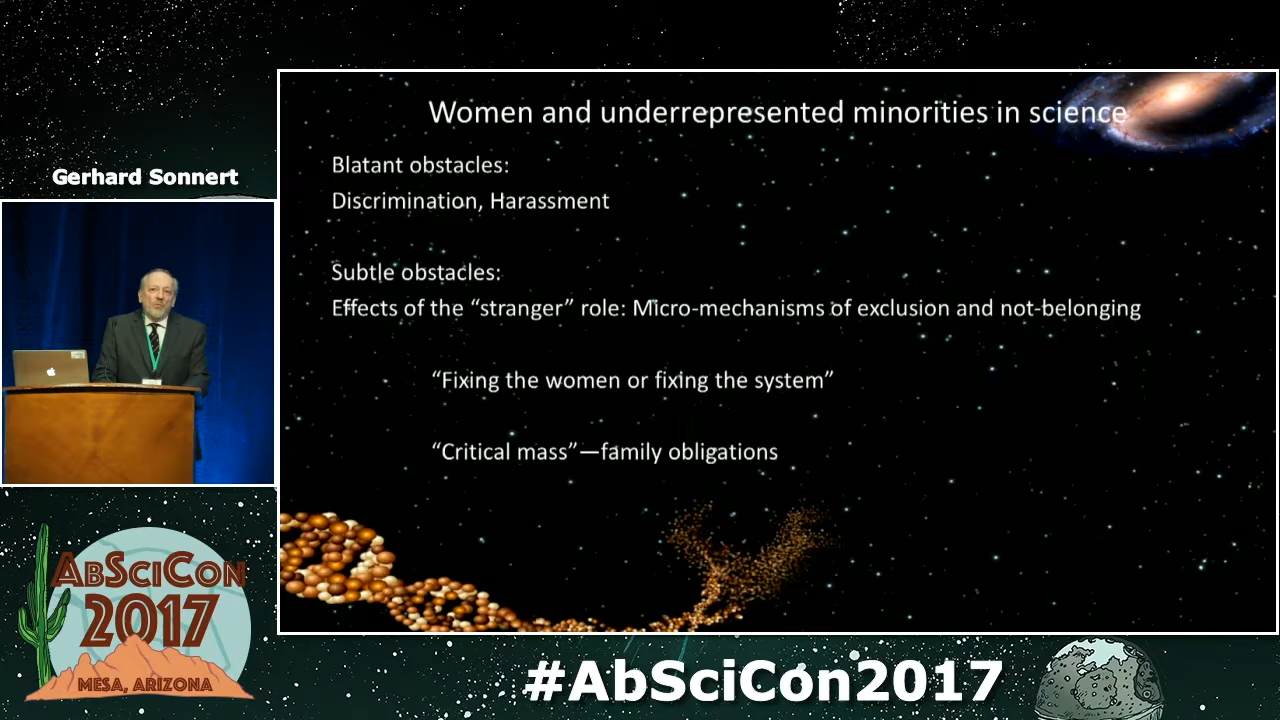 Women and underrepresented minorities in science
Blatant obstacles:
Discrimination, Harassment
Subtle obstacles:
Effects of the “stranger” role: Micro-mechanisms of exclusion and not-belonging
“Fixing the women or fixing the system”
“Critical mass”—family obligations
Gerhard Sonnert
ABSCICON
2017
MESA, ARIZONA
#AbSciCon2017